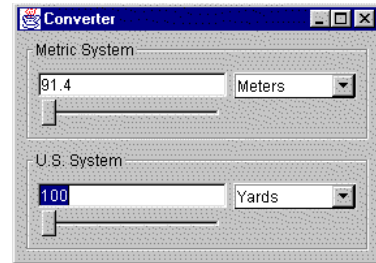 Converter
Metric System
91.4 Meters
U.S. System
100 Yards